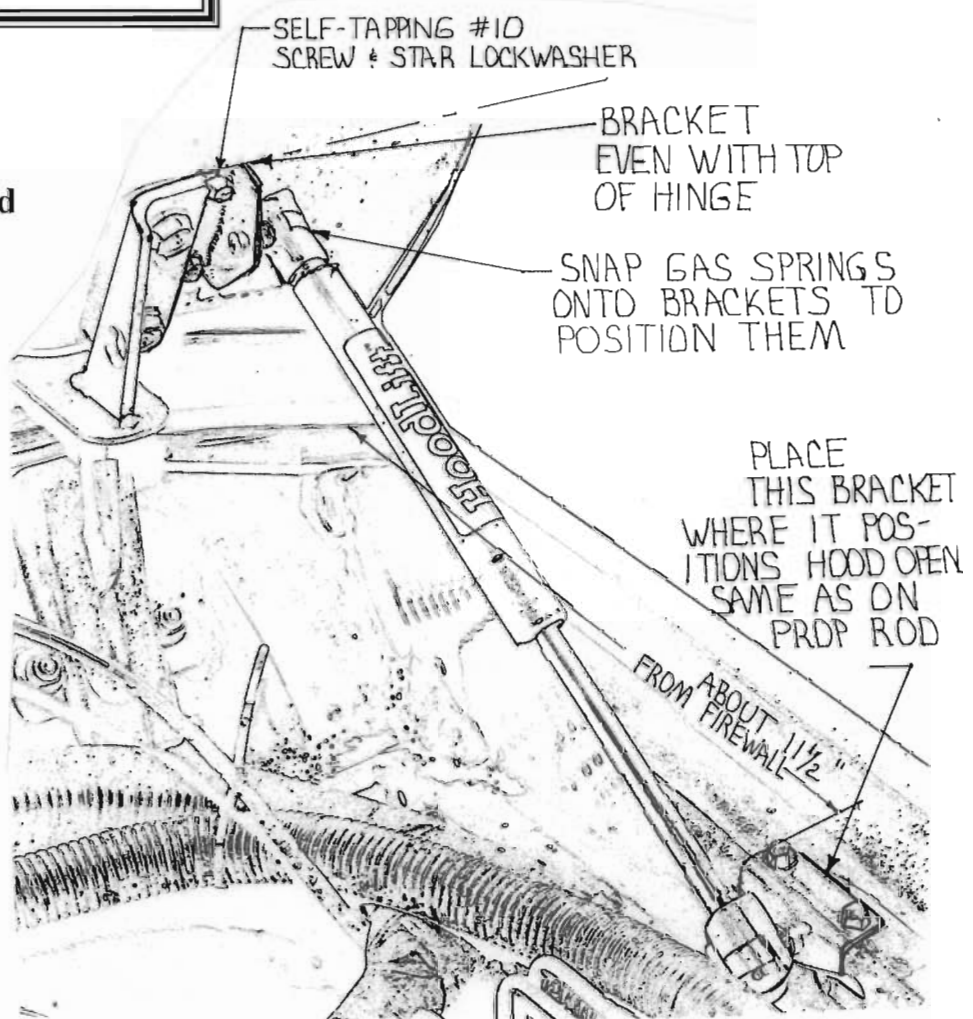 SELF-TAPPING #10
SCREW & STAR LOCKWASHER
BRACKET
EVEN WITH TOP
OF HINGE
d
SNAP GAS SPRINGS
ONTO BRACKETS TO
POSITION THEM
HoodLift
PLACE
THIS BRACKET
WHERE IT POS-
ITIONS HOOD OPEN
SAME AS ON
PROP ROD
ABOUT 11½"
FROM FIREWALL